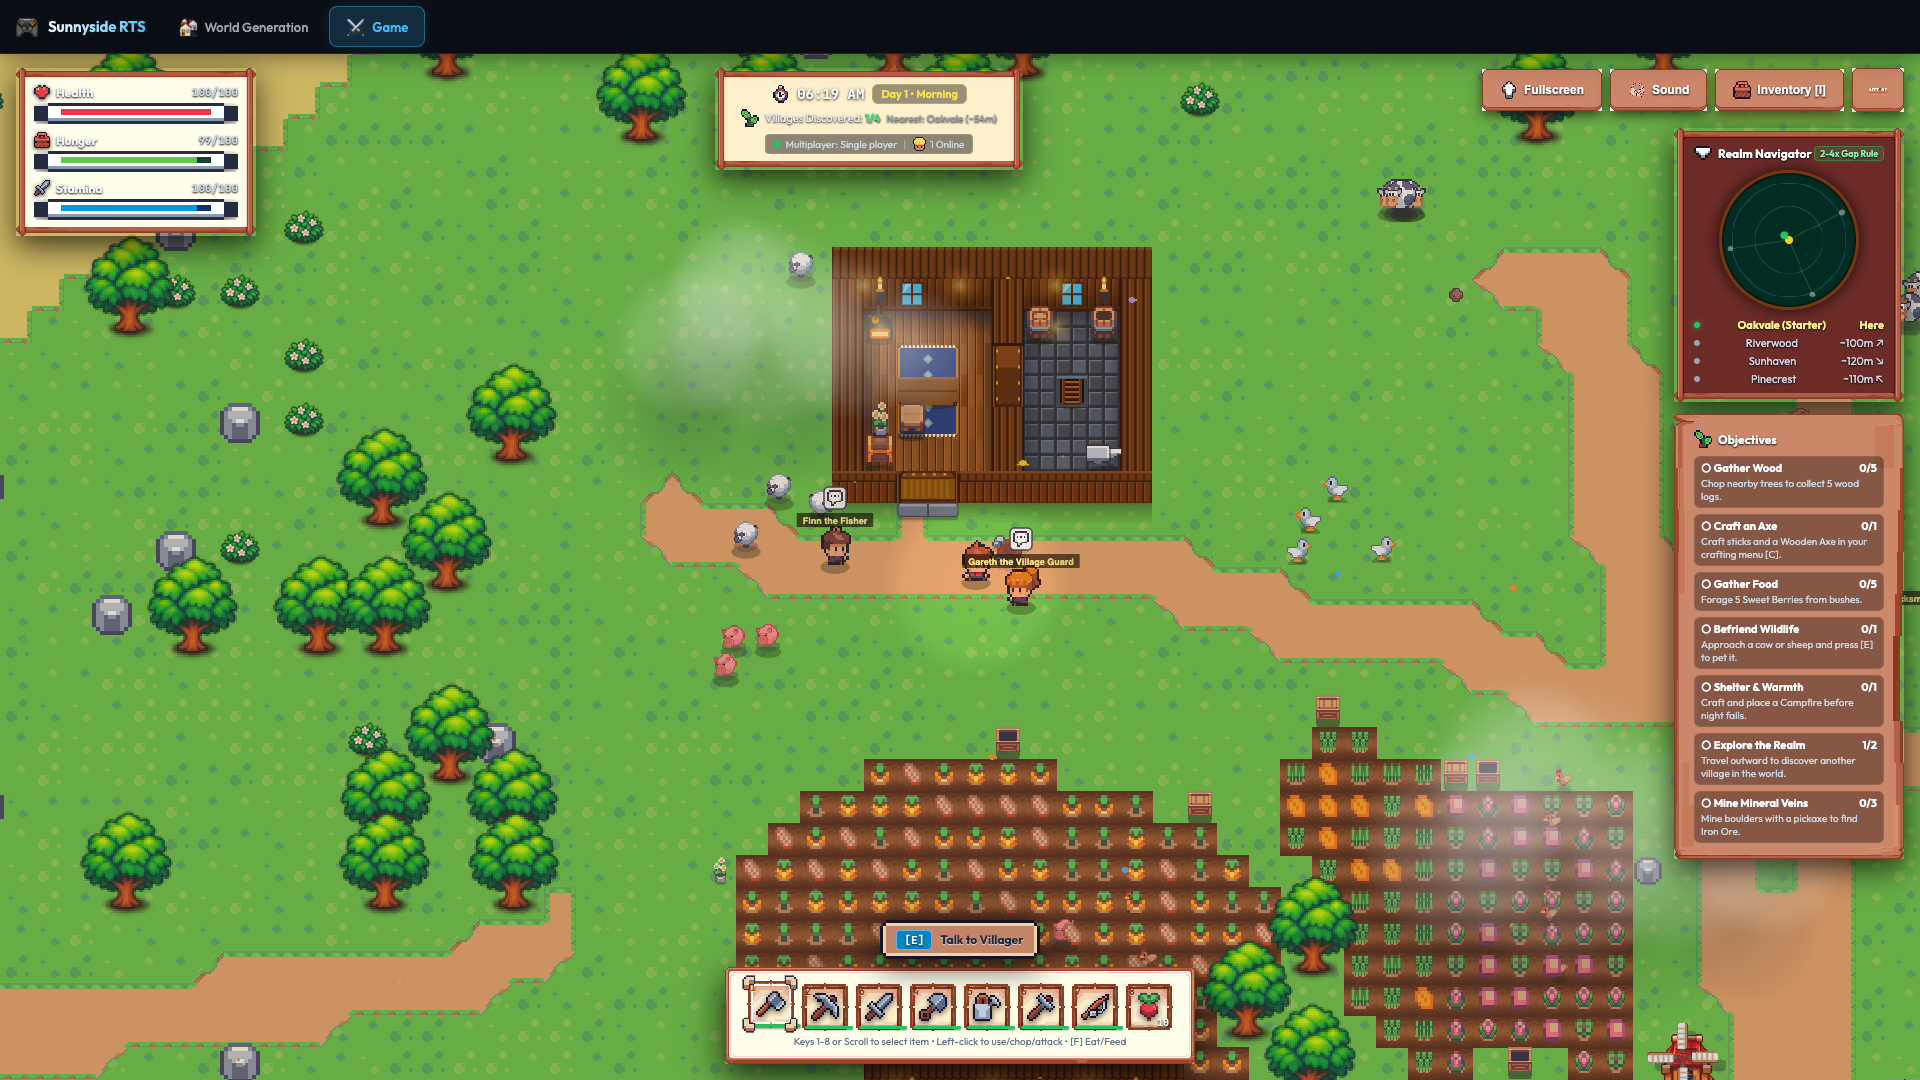 Sunnyside RTS
World Generation
Game
Health 100/100
Hunger 99/100
Stamina 100/100
06:19 AM Day 1 • Morning
Villages Discovered: 1/4 Nearest: Oakvale (~54m)
Multiplayer: Single player | 1 Online
Fullscreen
Sound
Inventory [I]
Realm Navigator 2-4x Gap Rule
Oakvale (Starter) Here
Riverwood ~100m ↗
Sunhaven ~120m ↘
Pinecrest ~110m ↖
Objectives
Gather Wood 0/5
Chop nearby trees to collect 5 wood
logs.
Craft an Axe 0/1
Craft sticks and a Wooden Axe in your
crafting menu [C].
Gather Food 0/5
Forage 5 Sweet Berries from bushes.
Befriend Wildlife 0/1
Approach a cow or sheep and press [E]
to pet it.
Shelter & Warmth 0/1
Craft and place a Campfire before
night falls.
Explore the Realm 1/2
Travel outward to discover another
village in the world.
Mine Mineral Veins 0/3
Mine boulders with a pickaxe to find
Iron Ore.
Finn the Fisher
Gareth the Village Guard
[E] Talk to Villager
10
Keys 1-8 or Scroll to select item • Left-click to use/chop/attack • [F] Eat/Feed